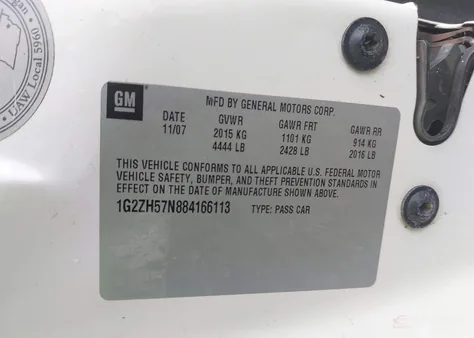 UAW Local 5960
GM
MFD BY GENERAL MOTORS CORP.
DATE GVWR GAWR FRT GAWR RR
11/07 2015 KG 1101 KG 914 KG
4444 LB 2428 LB 2016 LB
THIS VEHICLE CONFORMS TO ALL APPLICABLE U.S. FEDERAL MOTOR
VEHICLE SAFETY, BUMPER, AND THEFT PREVENTION STANDARDS IN
EFFECT ON THE DATE OF MANUFACTURE SHOWN ABOVE.
1G2ZH57N884166113 TYPE: PASS CAR